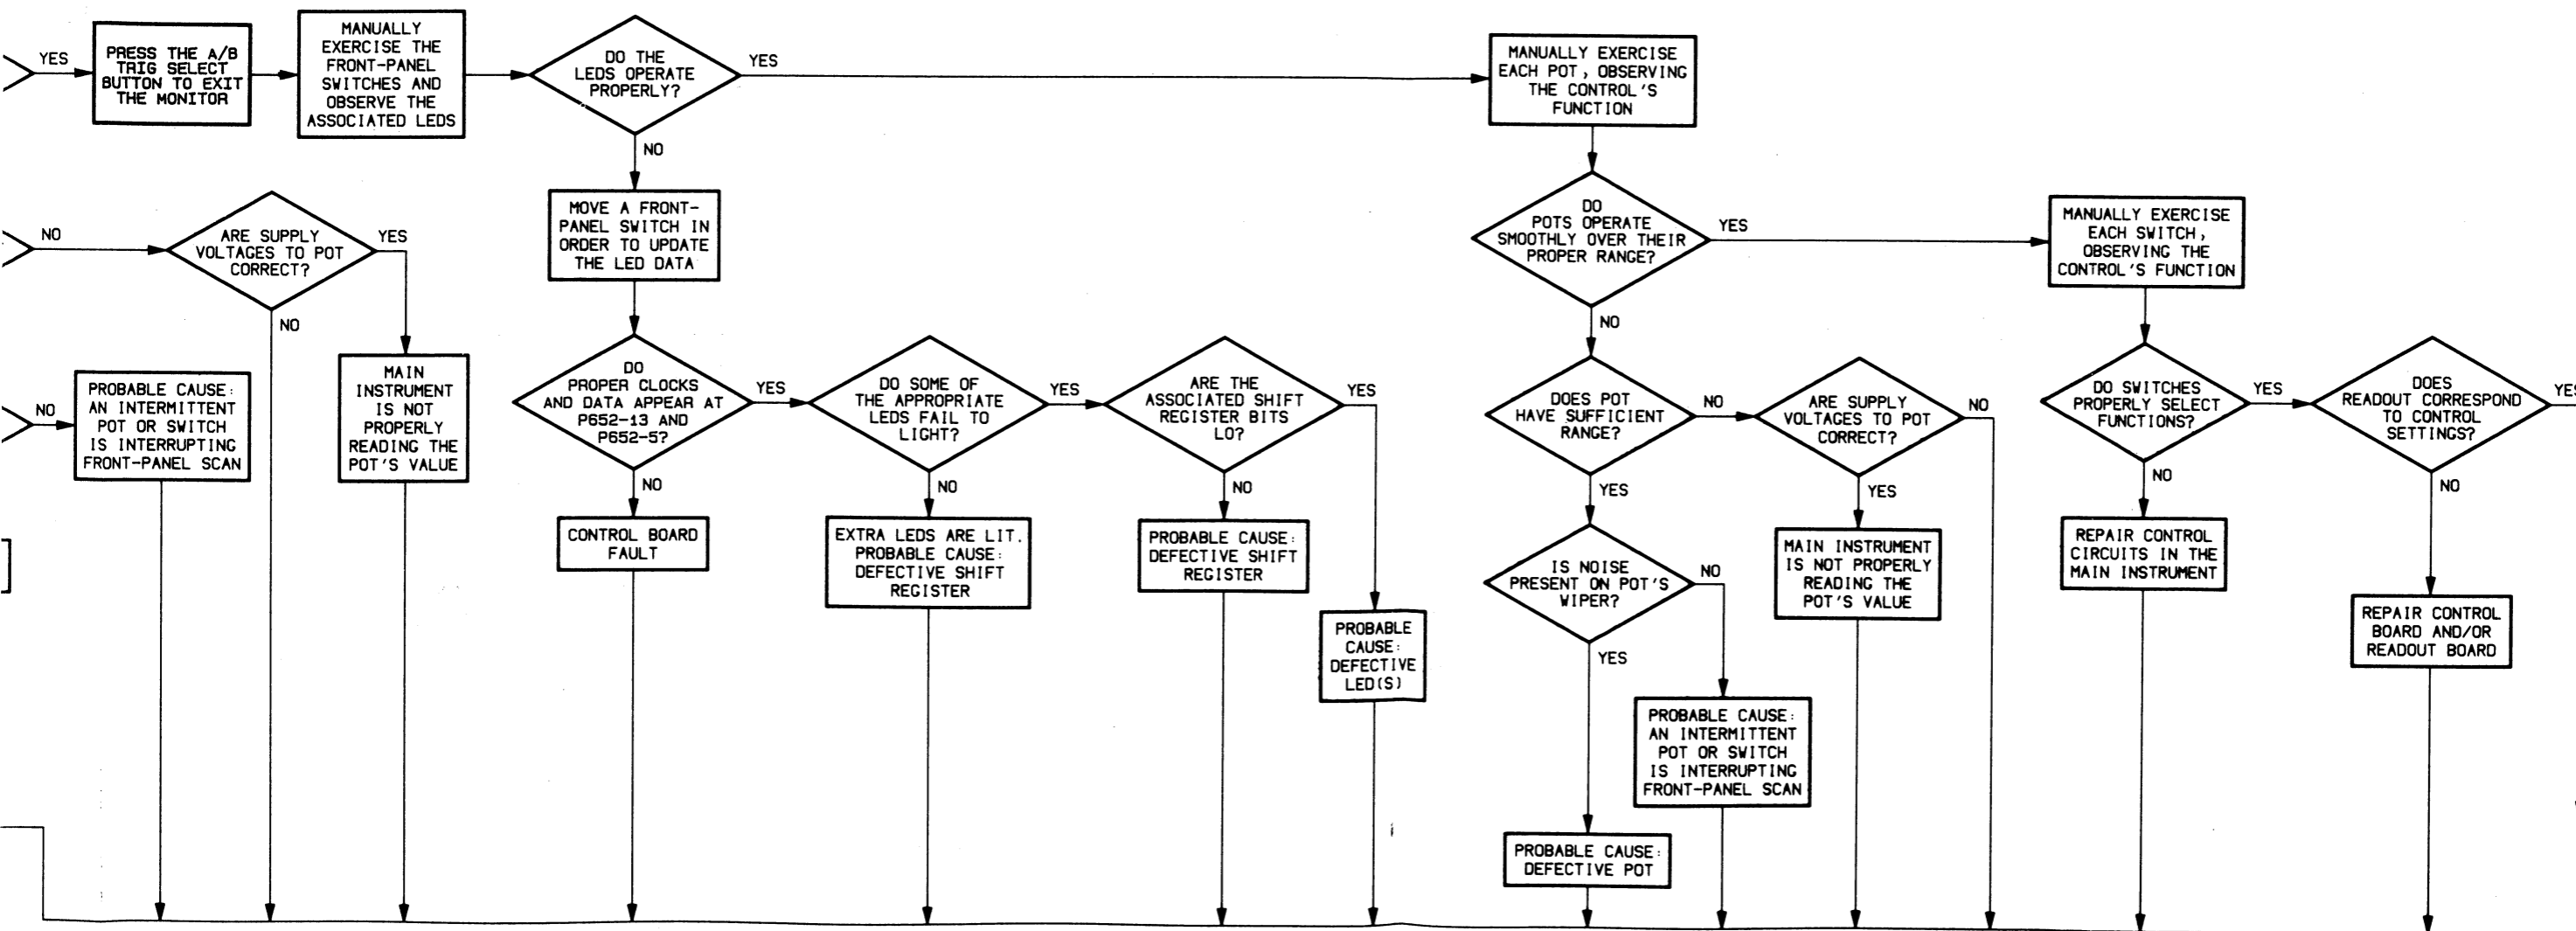 YES
PRESS THE A/B
TRIG SELECT
BUTTON TO EXIT
THE MONITOR
MANUALLY
EXERCISE THE
FRONT-PANEL
SWITCHES AND
OBSERVE THE
ASSOCIATED LEDS
DO THE
LEDS OPERATE
PROPERLY?
YES
NO
MANUALLY EXERCISE
EACH POT, OBSERVING
THE CONTROL'S
FUNCTION
NO
ARE SUPPLY
VOLTAGES TO POT
CORRECT?
YES
NO
MOVE A FRONT-
PANEL SWITCH IN
ORDER TO UPDATE
THE LED DATA
DO
POTS OPERATE
SMOOTHLY OVER THEIR
PROPER RANGE?
YES
NO
MANUALLY EXERCISE
EACH SWITCH,
OBSERVING THE
CONTROL'S FUNCTION
NO
PROBABLE CAUSE:
AN INTERMITTENT
POT OR SWITCH
IS INTERRUPTING
FRONT-PANEL SCAN
MAIN
INSTRUMENT
IS NOT
PROPERLY
READING THE
POT'S VALUE
DO
PROPER CLOCKS
AND DATA APPEAR AT
P652-13 AND
P652-5?
YES
NO
DO SOME OF
THE APPROPRIATE
LEDS FAIL TO
LIGHT?
YES
NO
ARE THE
ASSOCIATED SHIFT
REGISTER BITS
LO?
YES
NO
DOES POT
HAVE SUFFICIENT
RANGE?
NO
YES
ARE SUPPLY
VOLTAGES TO POT
CORRECT?
NO
YES
DO SWITCHES
PROPERLY SELECT
FUNCTIONS?
YES
NO
DOES
READOUT CORRESPOND
TO CONTROL
SETTINGS?
YES
NO
CONTROL BOARD
FAULT
EXTRA LEDS ARE LIT.
PROBABLE CAUSE:
DEFECTIVE SHIFT
REGISTER
PROBABLE CAUSE:
DEFECTIVE SHIFT
REGISTER
PROBABLE
CAUSE:
DEFECTIVE
LED(S)
IS NOISE
PRESENT ON POT'S
WIPER?
NO
YES
MAIN INSTRUMENT
IS NOT PROPERLY
READING THE
POT'S VALUE
REPAIR CONTROL
CIRCUITS IN THE
MAIN INSTRUMENT
REPAIR CONTROL
BOARD AND/OR
READOUT BOARD
PROBABLE CAUSE:
AN INTERMITTENT
POT OR SWITCH
IS INTERRUPTING
FRONT-PANEL SCAN
PROBABLE CAUSE:
DEFECTIVE POT